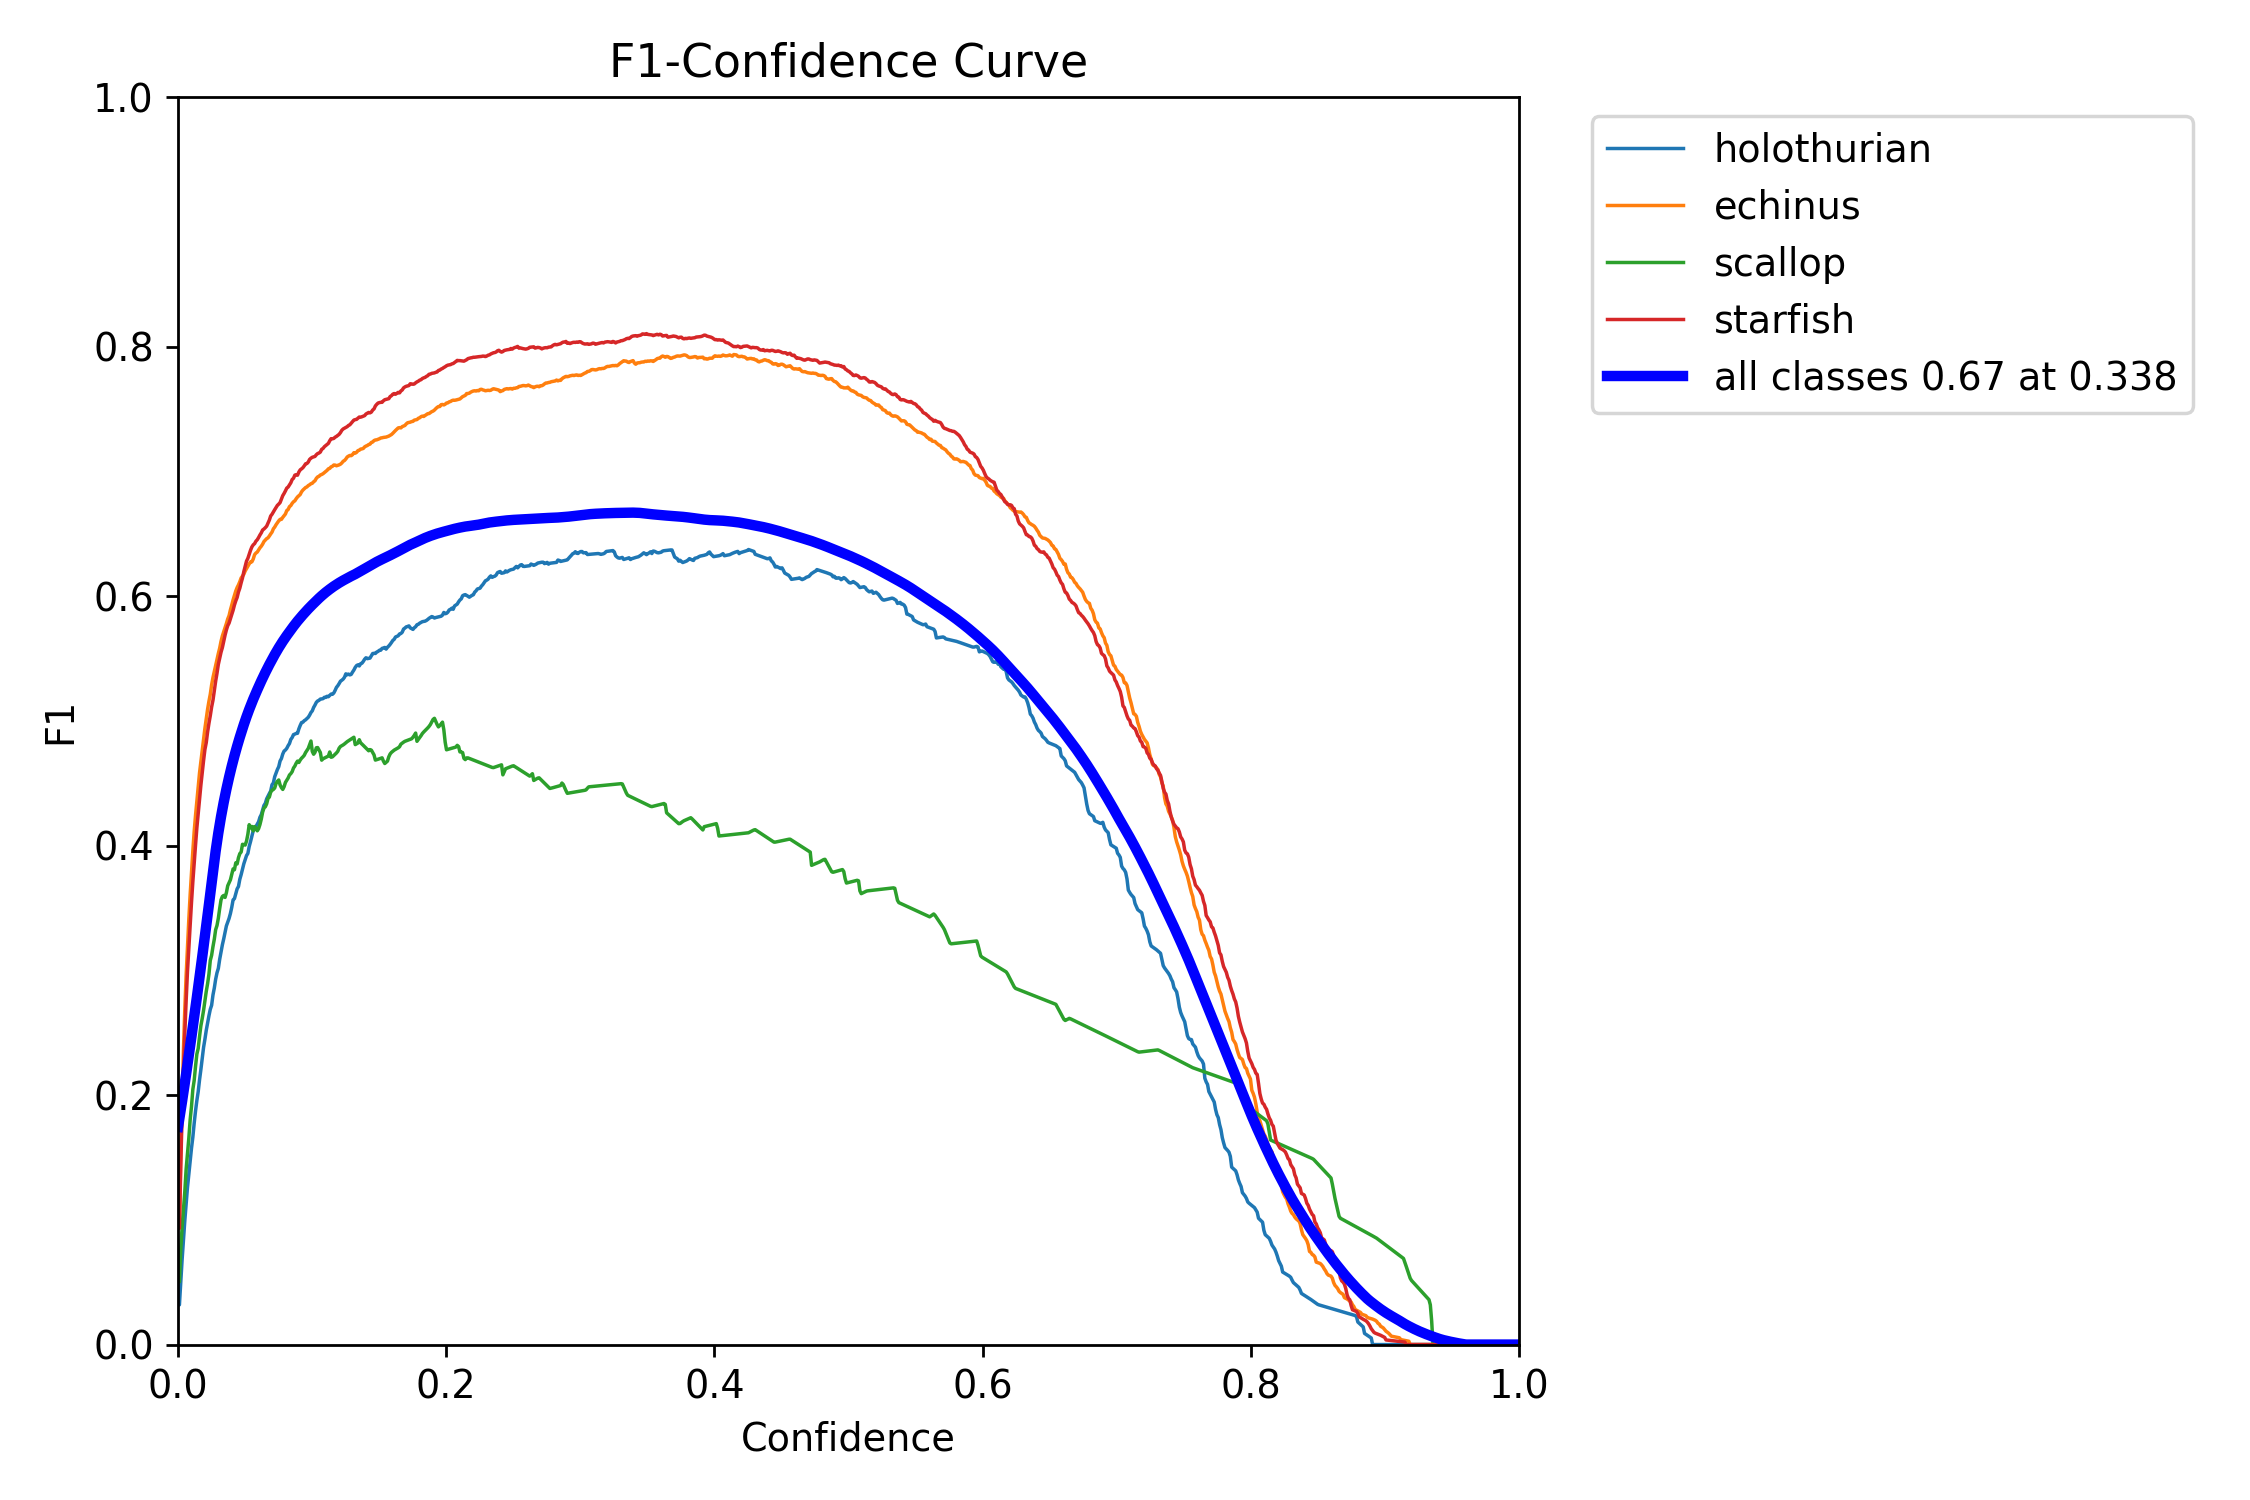 F1-Confidence Curve
1.0
0.8
0.6
0.4
0.2
0.0
F1
0.0 0.2 0.4 0.6 0.8 1.0
Confidence
holothurian
echinus
scallop
starfish
all classes 0.67 at 0.338